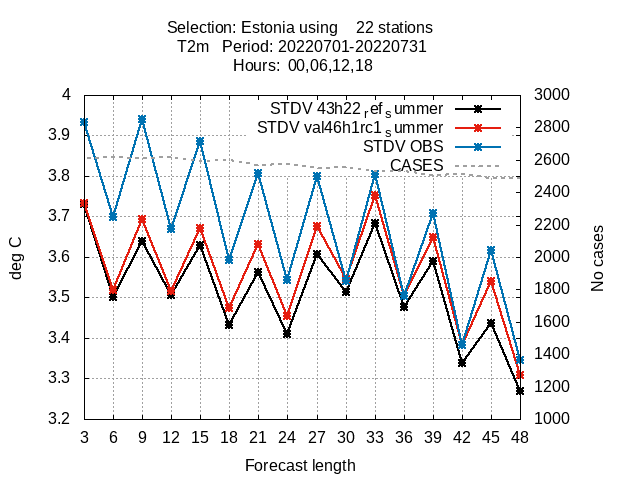 Selection: Estonia using    22 stations
T2m   Period: 20220701-20220731
Hours:  00,06,12,18
STDV 43h22ref summer
STDV val46h1rc1summer
STDV OBS
CASES
4
3.9
3.8
3.7
3.6
3.5
3.4
3.3
3.2
deg C
3000
2800
2600
2400
2200
2000
1800
1600
1400
1200
1000
No cases
3 6 9 12 15 18 21 24 27 30 33 36 39 42 45 48
Forecast length